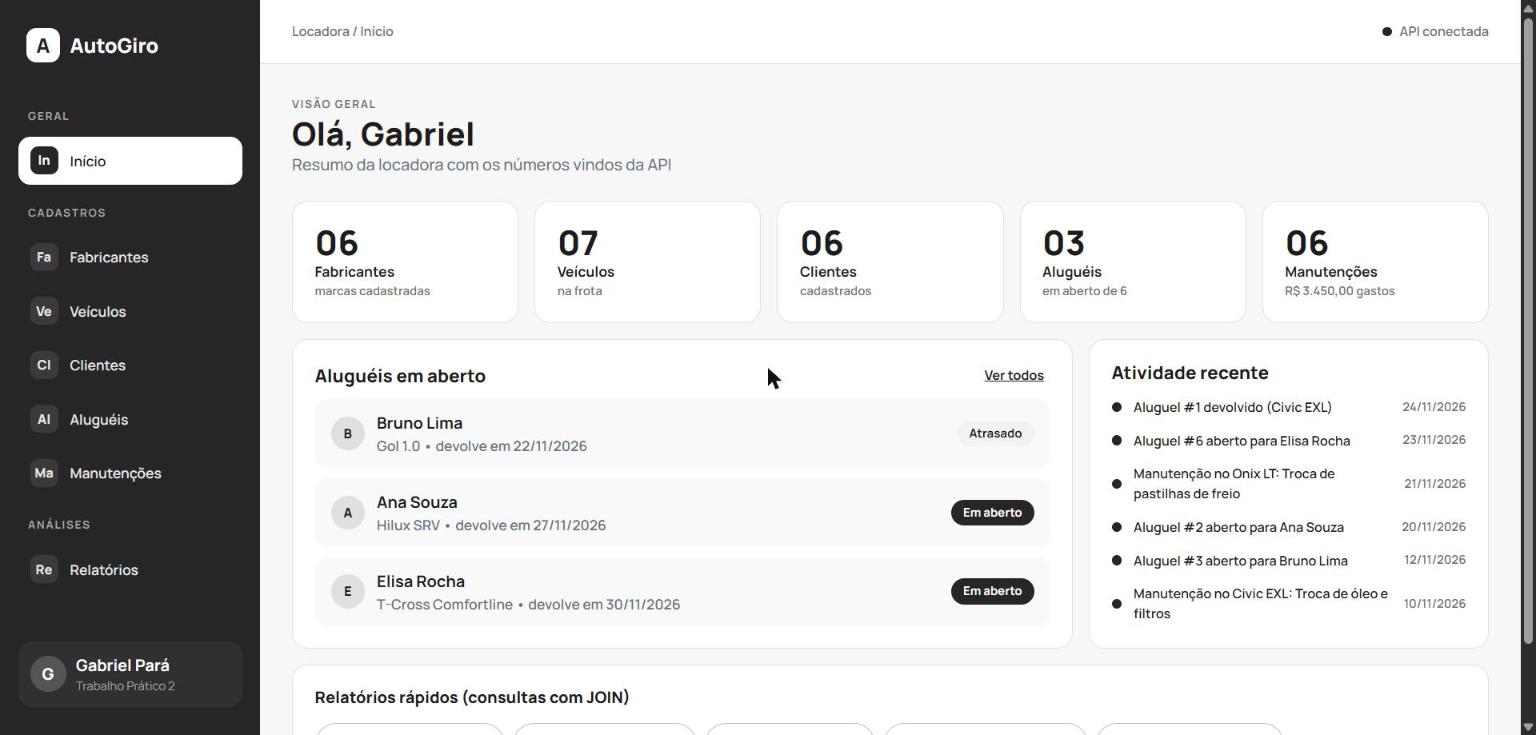 A AutoGiro
GERAL
In Início
CADASTROS
Fa Fabricantes
Ve Veículos
Cl Clientes
Al Aluguéis
Ma Manutenções
ANÁLISES
Re Relatórios
G Gabriel Pará
Trabalho Prático 2
Locadora / Início
API conectada
VISÃO GERAL
Olá, Gabriel
Resumo da locadora com os números vindos da API
06
Fabricantes
marcas cadastradas
07
Veículos
na frota
06
Clientes
cadastrados
03
Aluguéis
em aberto de 6
06
Manutenções
R$ 3.450,00 gastos
Aluguéis em aberto
Ver todos
B Bruno Lima
Gol 1.0 • devolve em 22/11/2026
Atrasado
A Ana Souza
Hilux SRV • devolve em 27/11/2026
Em aberto
E Elisa Rocha
T-Cross Comfortline • devolve em 30/11/2026
Em aberto
Atividade recente
Aluguel #1 devolvido (Civic EXL) 24/11/2026
Aluguel #6 aberto para Elisa Rocha 23/11/2026
Manutenção no Onix LT: Troca de
pastilhas de freio 21/11/2026
Aluguel #2 aberto para Ana Souza 20/11/2026
Aluguel #3 aberto para Bruno Lima 12/11/2026
Manutenção no Civic EXL: Troca de óleo e
filtros 10/11/2026
Relatórios rápidos (consultas com JOIN)